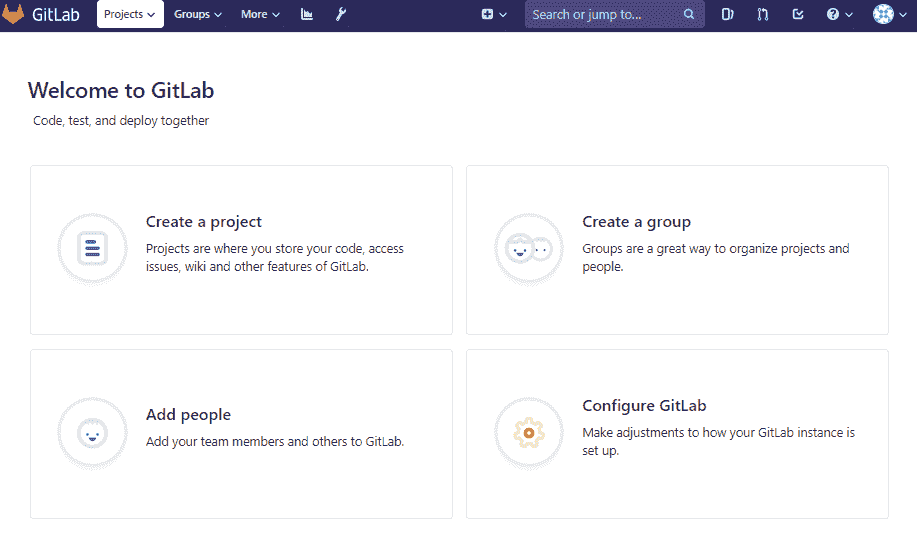 GitLab Projects Groups More Search or jump to...
Welcome to GitLab
Code, test, and deploy together
Create a project
Projects are where you store your code, access
issues, wiki and other features of GitLab.
Create a group
Groups are a great way to organize projects and
people.
Add people
Add your team members and others to GitLab.
Configure GitLab
Make adjustments to how your GitLab instance is
set up.